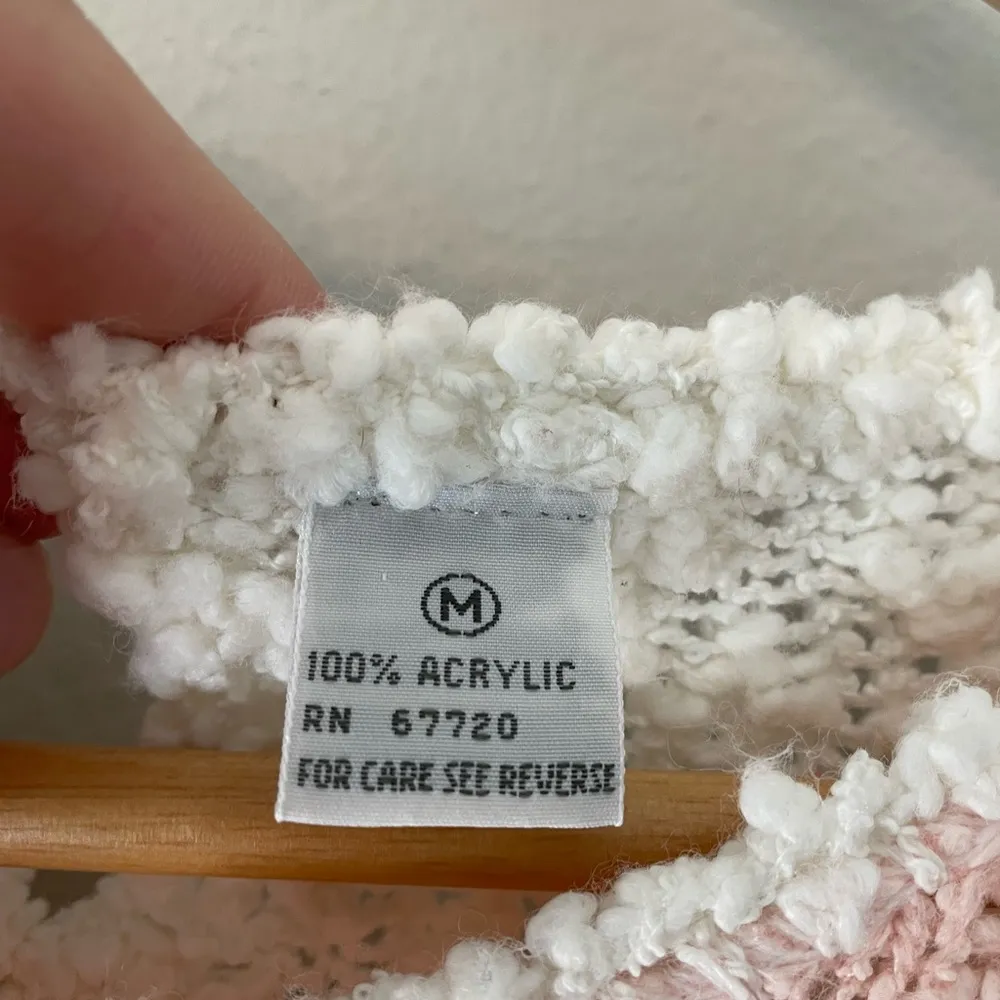 M
100% ACRYLIC
RN 67720
FOR CARE SEE REVERSE